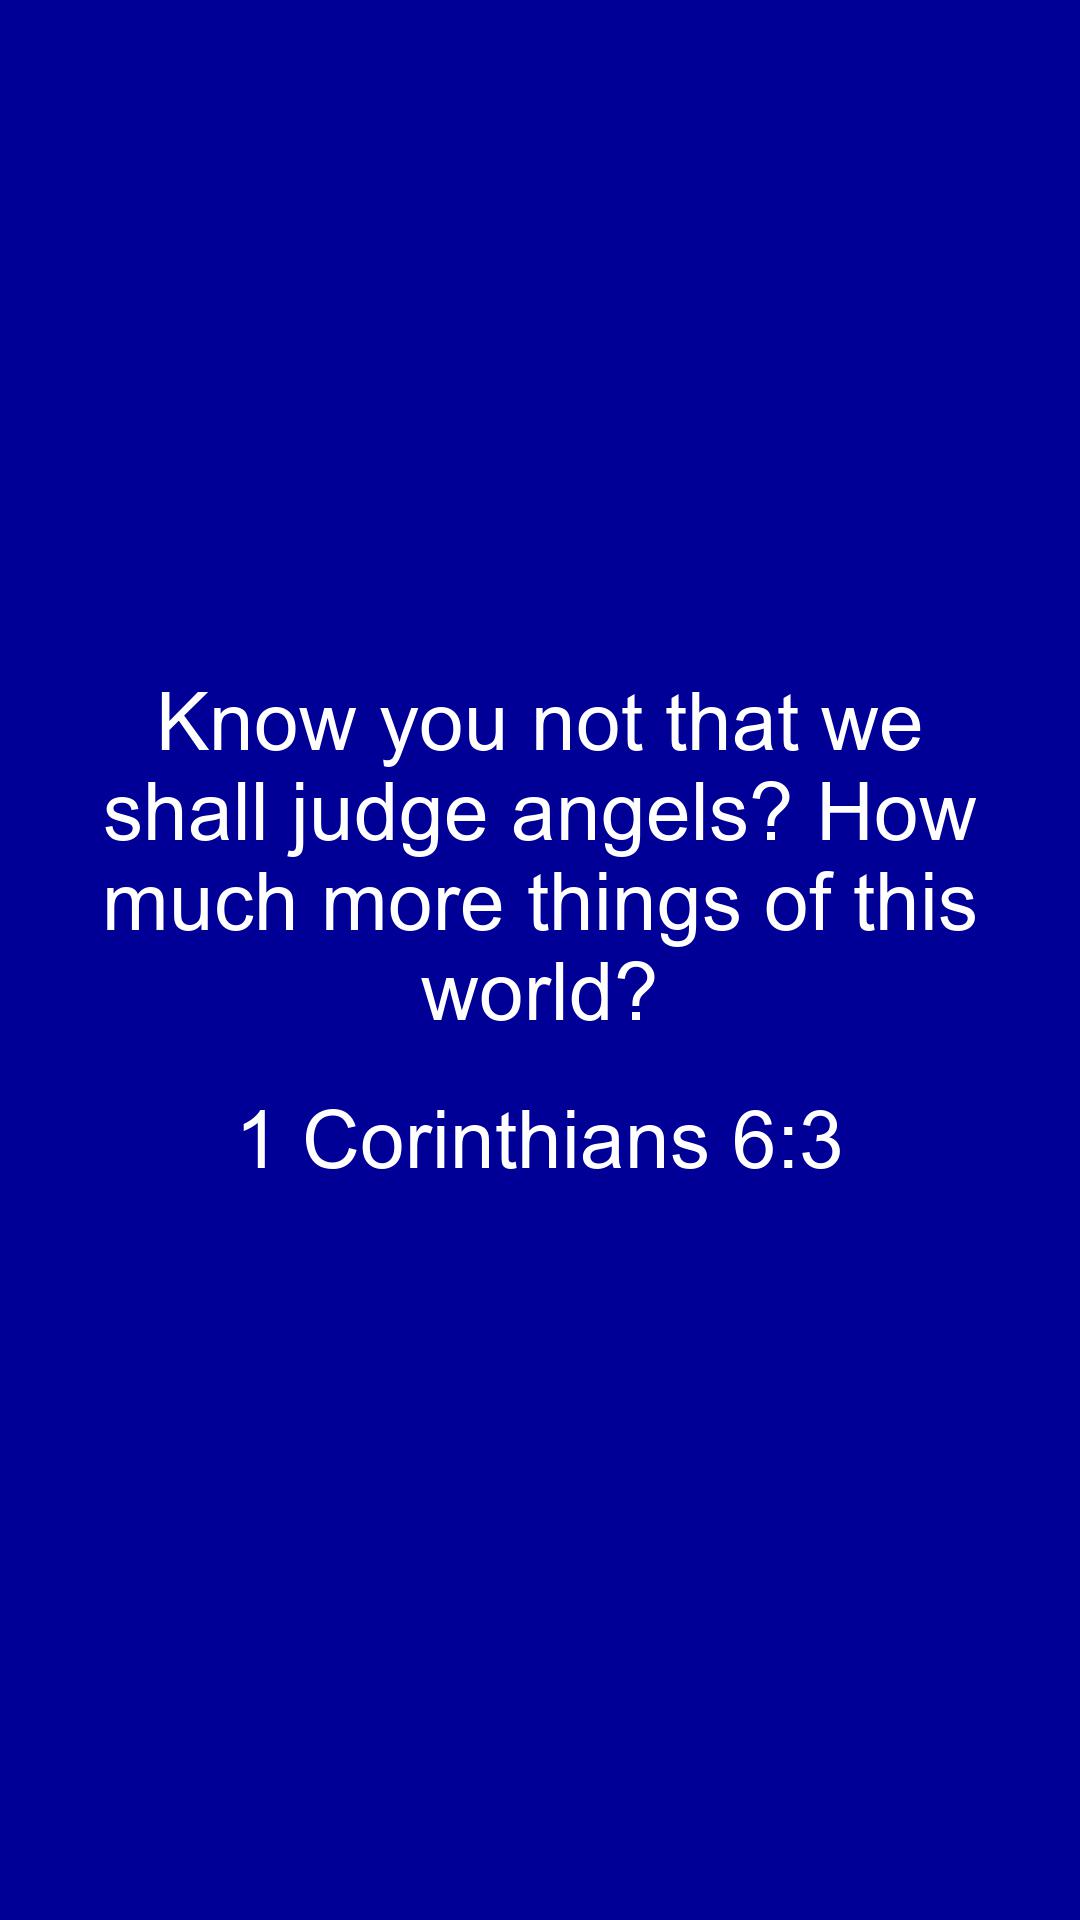 Know you not that we
shall judge angels? How
much more things of this
world?
1 Corinthians 6:3